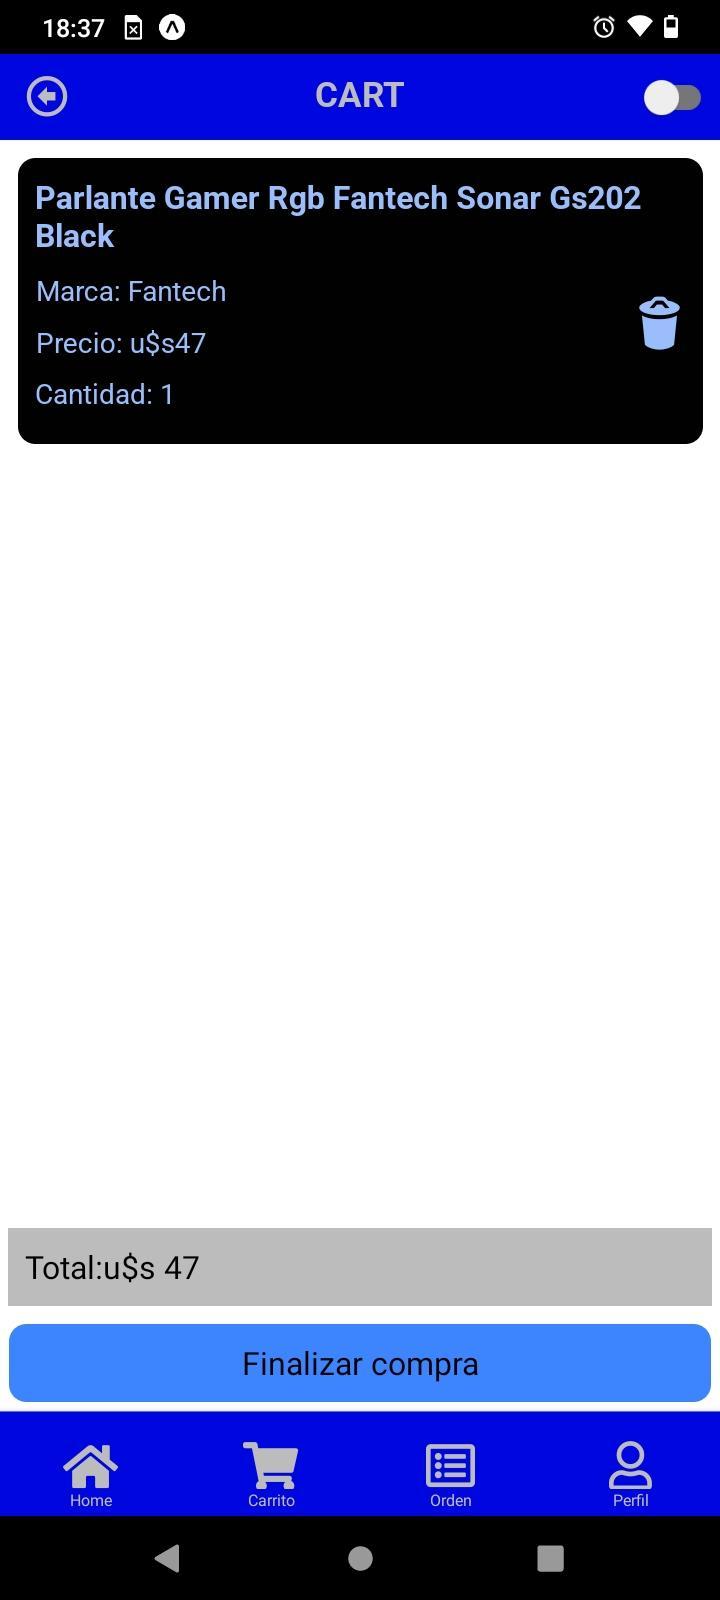 18:37
CART
Parlante Gamer Rgb Fantech Sonar Gs202
Black
Marca: Fantech
Precio: u$s47
Cantidad: 1
Total:u$s 47
Finalizar compra
Home
Carrito
Orden
Perfil